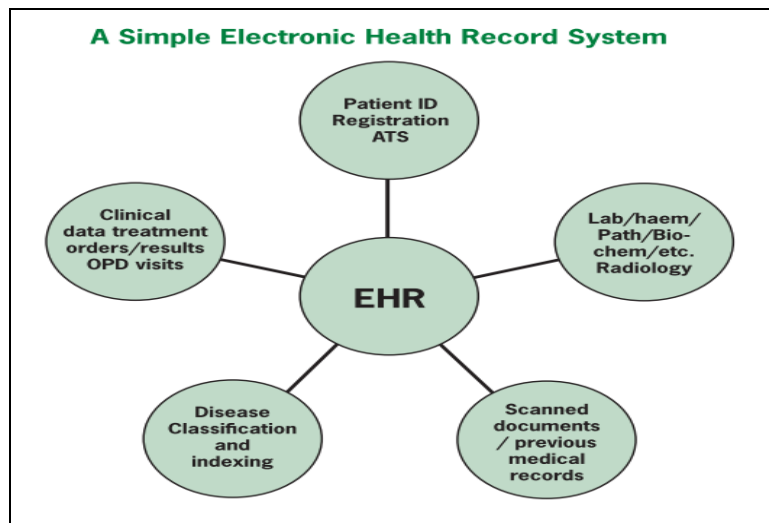 A Simple Electronic Health Record System
Patient ID
Registration
ATS
Clinical
data treatment
orders/results
OPD visits
Lab/haem/
Path/Bio-
chem/etc.
Radiology
EHR
Disease
Classification
and
indexing
Scanned
documents
/ previous
medical
records